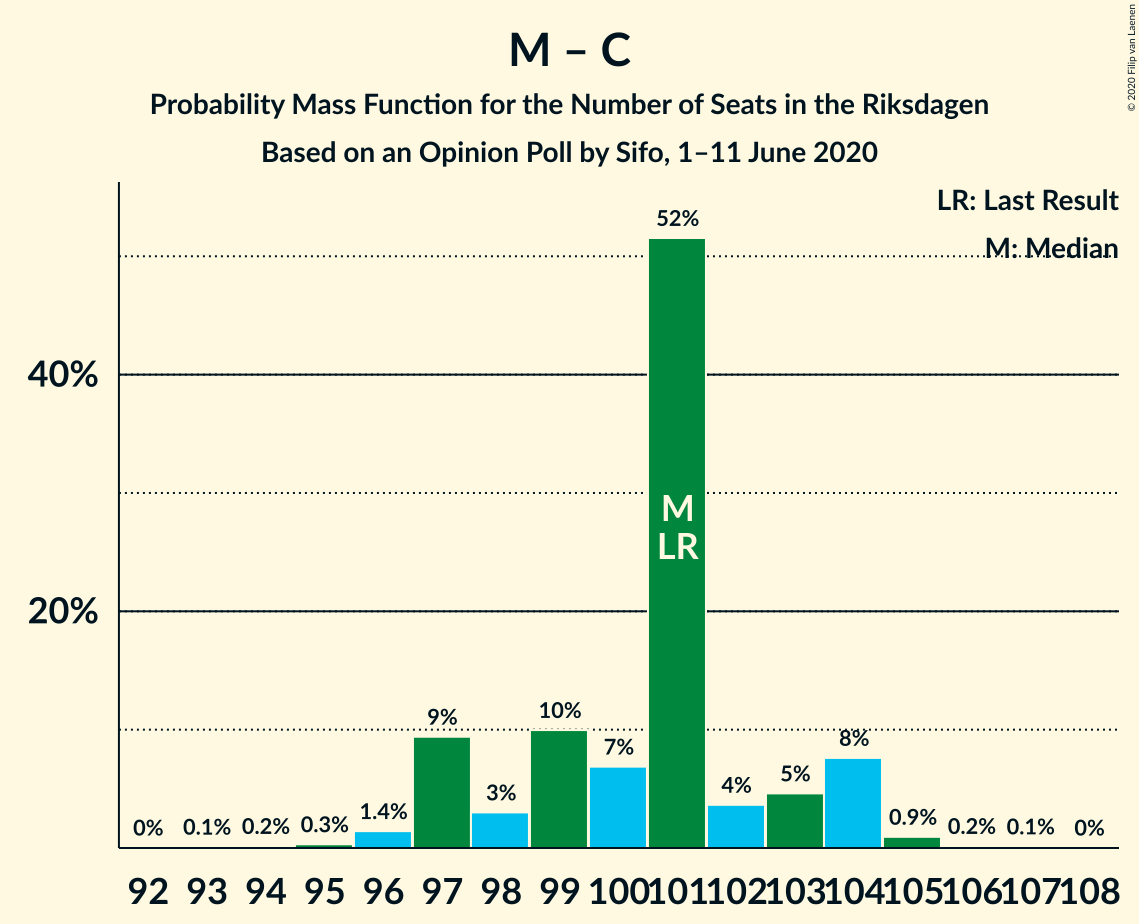 M – C
Probability Mass Function for the Number of Seats in the Riksdagen
Based on an Opinion Poll by Sifo, 1–11 June 2020
© 2020 Filip van Laenen
LR: Last Result
M: Median
40%
20%
0%
0.1%
0.2%
0.3%
1.4%
9%
3%
10%
7%
52%
4%
5%
8%
0.9%
0.2%
0.1%
0%
M
LR
92 93 94 95 96 97 98 99 100 101 102 103 104 105 106 107 108